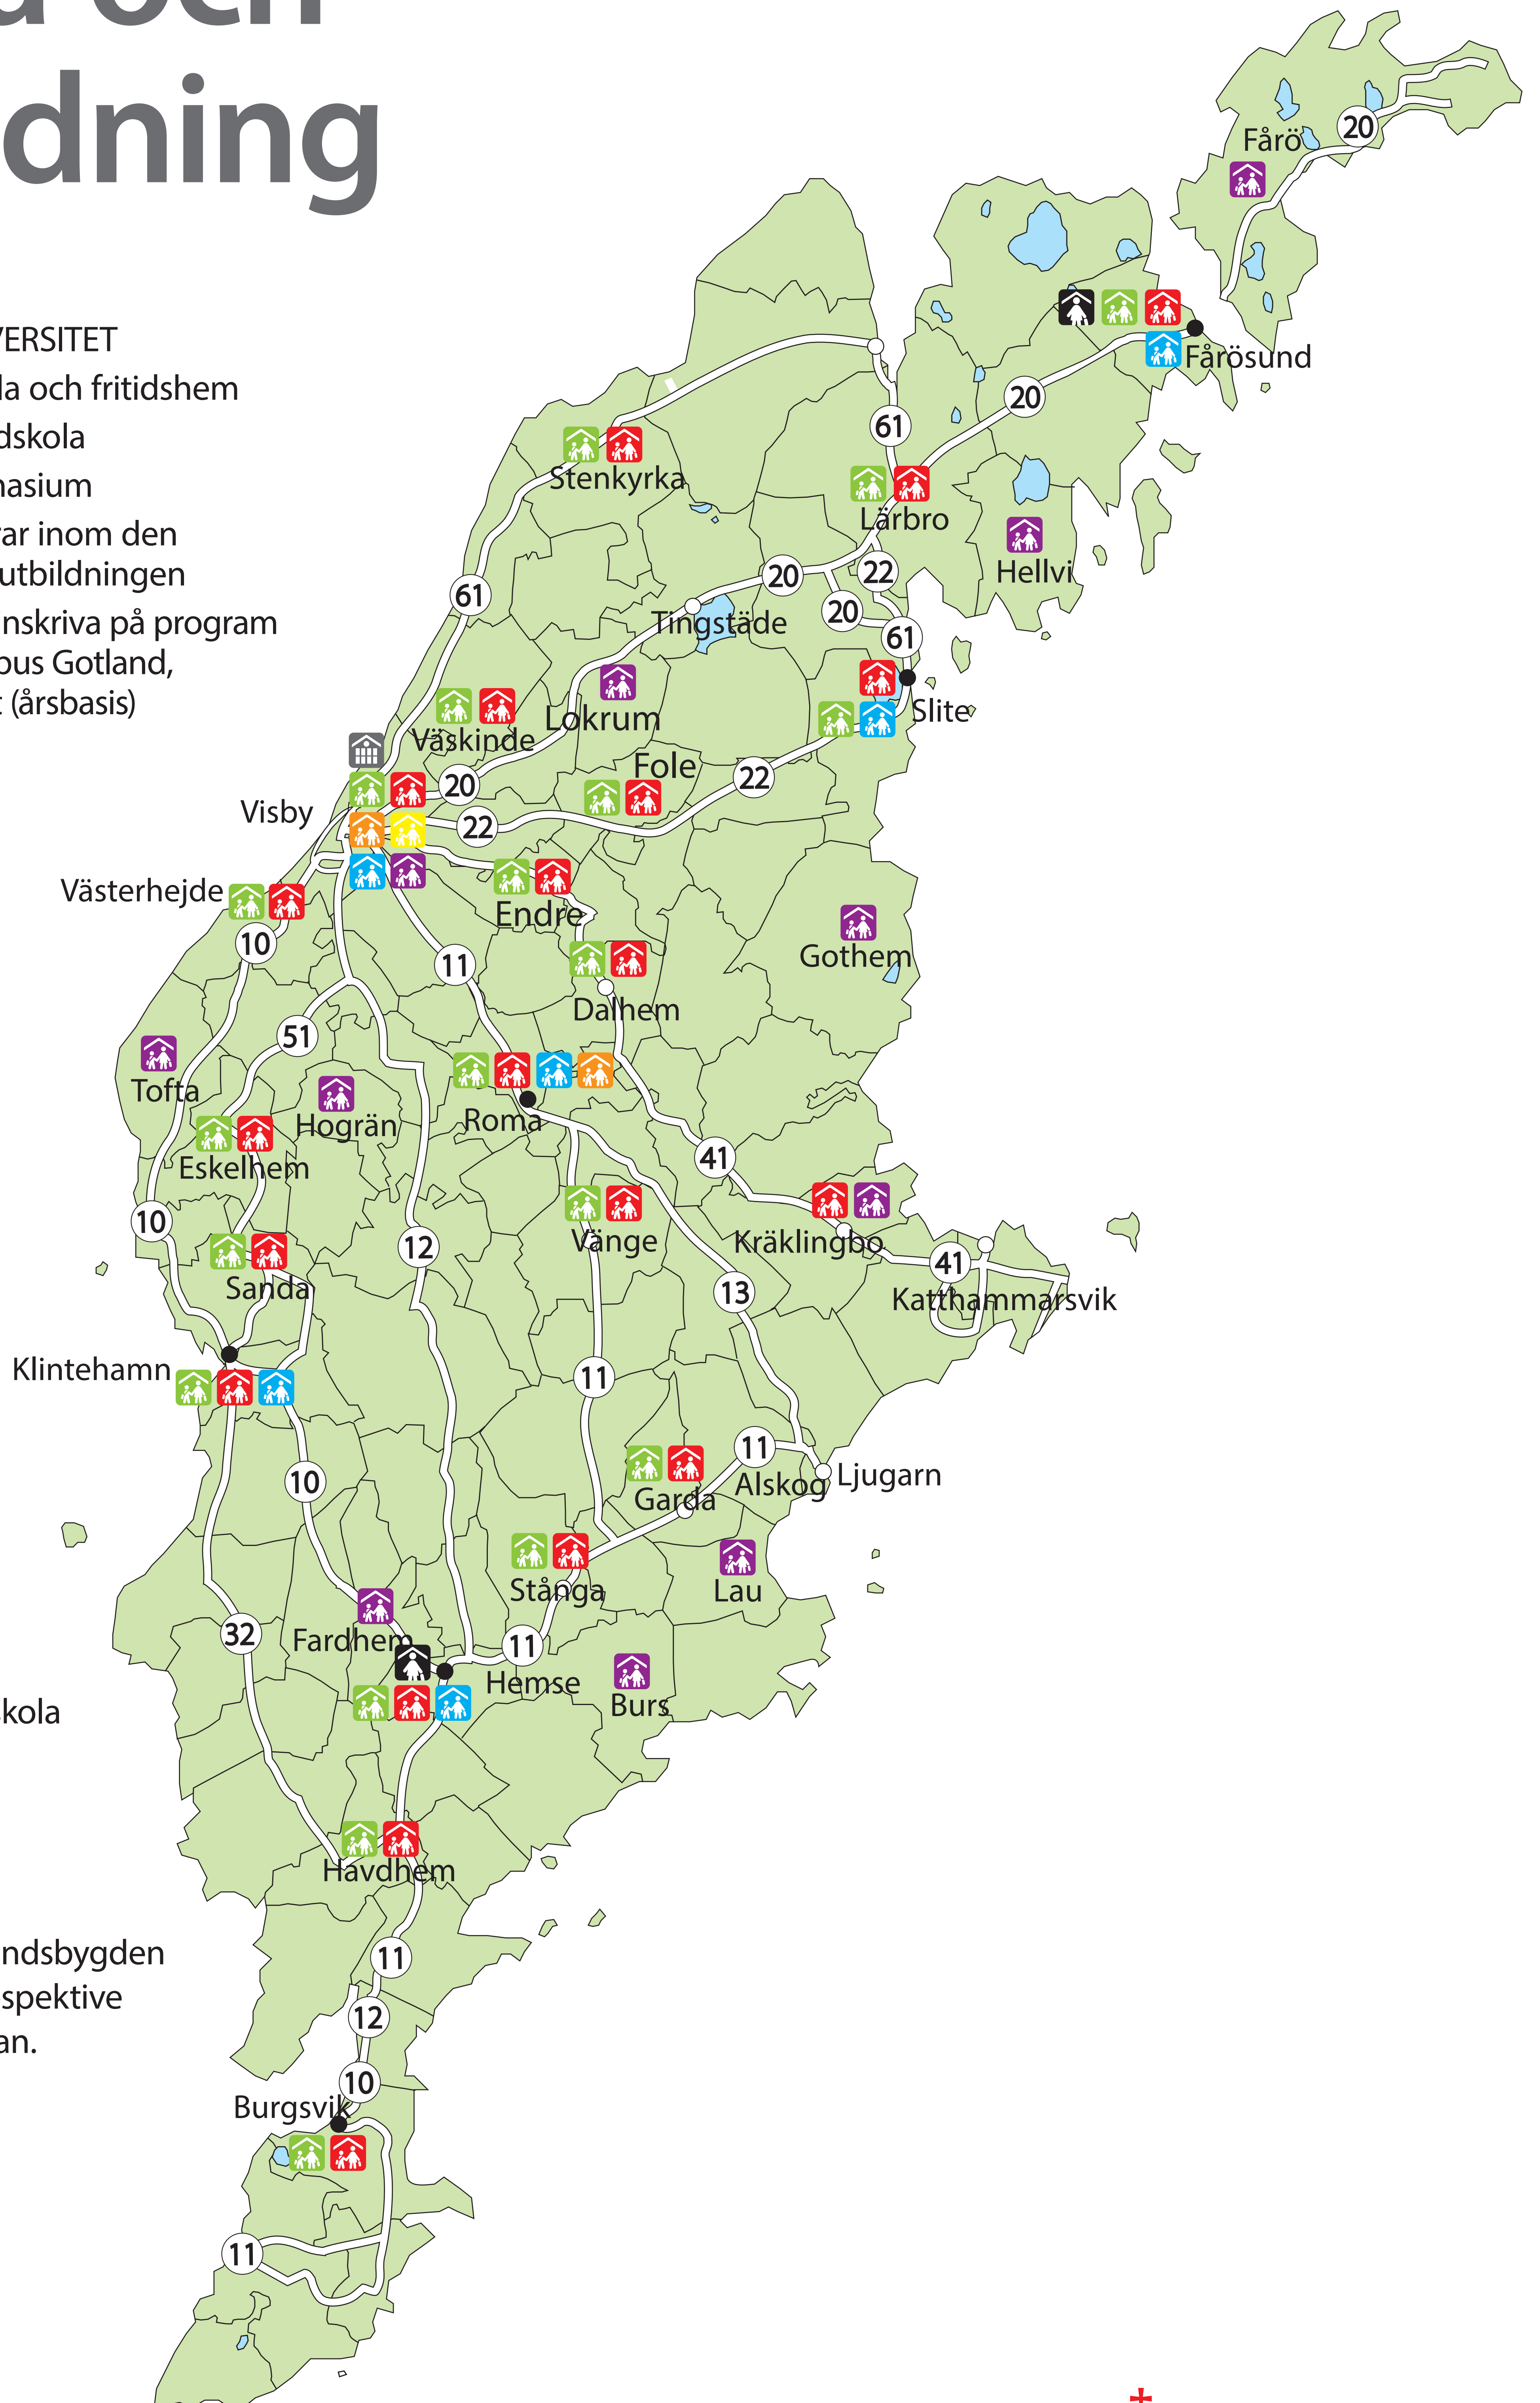 a och
dning
VERSITET
la och fritidshem
dskola
nasium
rar inom den
utbildningen
inskriva på program
pus Gotland,
t (årsbasis)
Fårö
20
Fårösund
20
61
Stenkyrka
Lärbro
Hellvi
61
20
22
20
61
Tingstäde
Lokrum
Slite
Väskinde
Fole
20
22
Visby
22
Västerhejde
Endre
10
11
Gothem
Dalhem
51
Tofta
Hogrän
Roma
Eskelhem
41
10
12
Vänge
Kräklingbo
41
Sanda
13
Katthammarsvik
Klintehamn
11
10
11
Garda
Alskog
Ljugarn
Stånga
Lau
32
Fardhem
11
Hemse
Burs
skola
Havdhem
ndsbygden
11
spektive
12
an.
10
Burgsvik
11